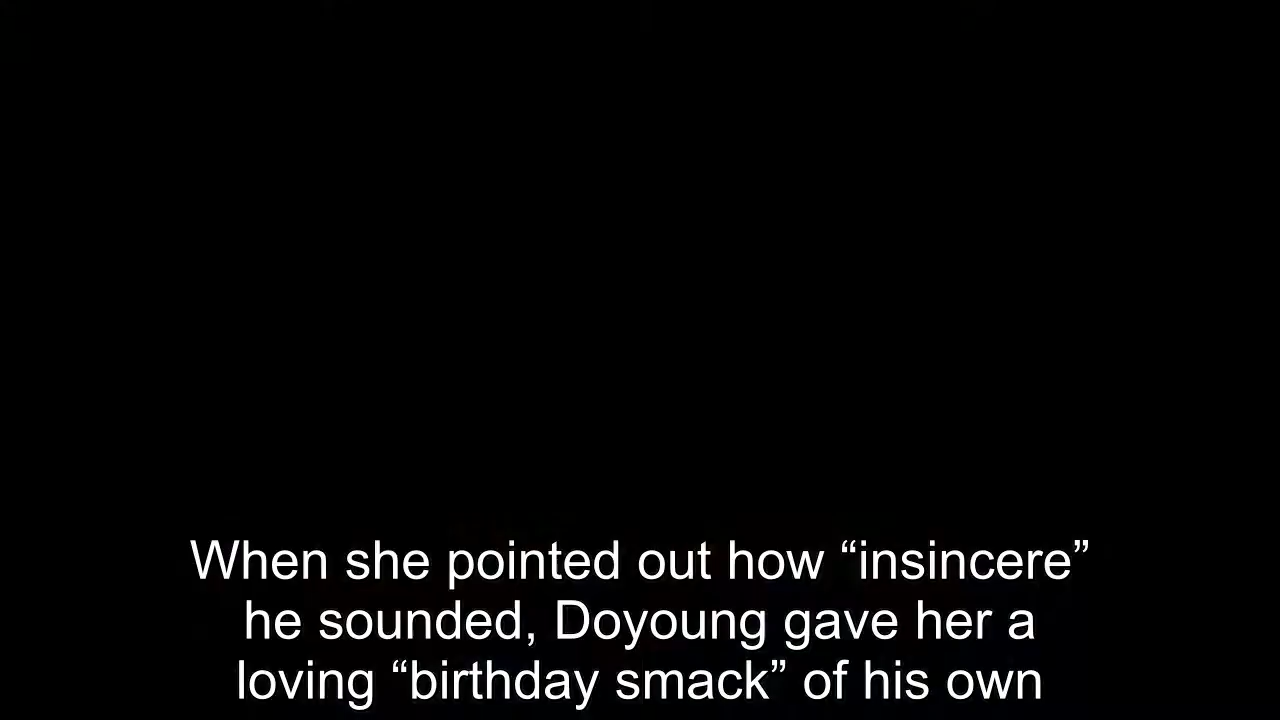 When she pointed out how “insincere”
he sounded, Doyoung gave her a
loving “birthday smack” of his own